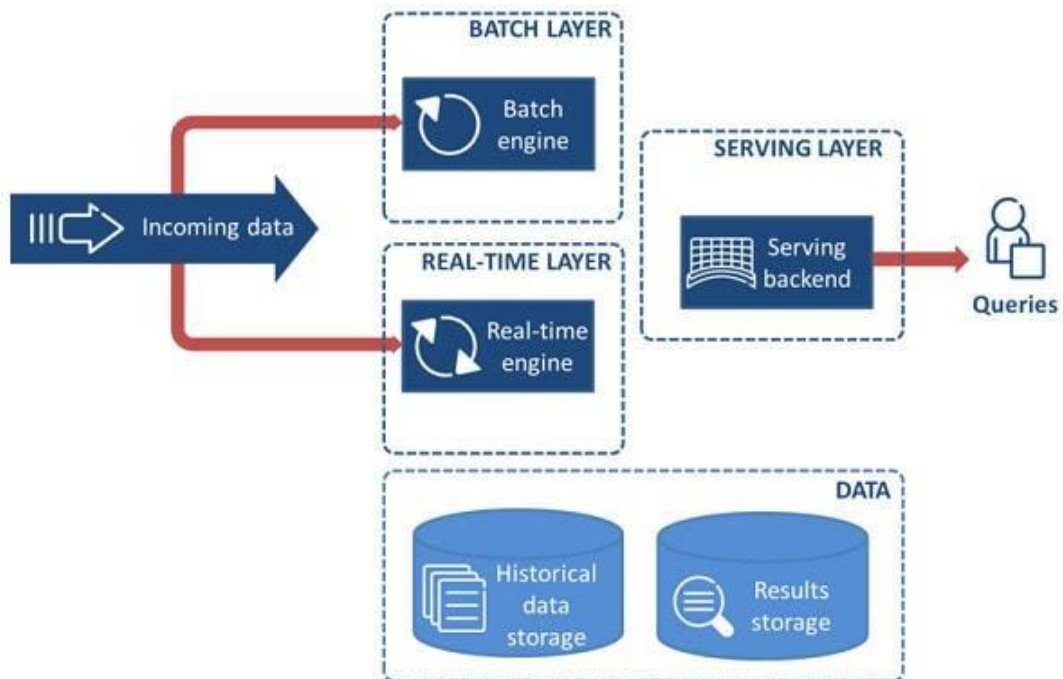 BATCH LAYER
Batch
engine
Incoming data
REAL-TIME LAYER
Real-time
engine
SERVING LAYER
Serving
backend
Queries
DATA
Historical
data
storage
Results
storage